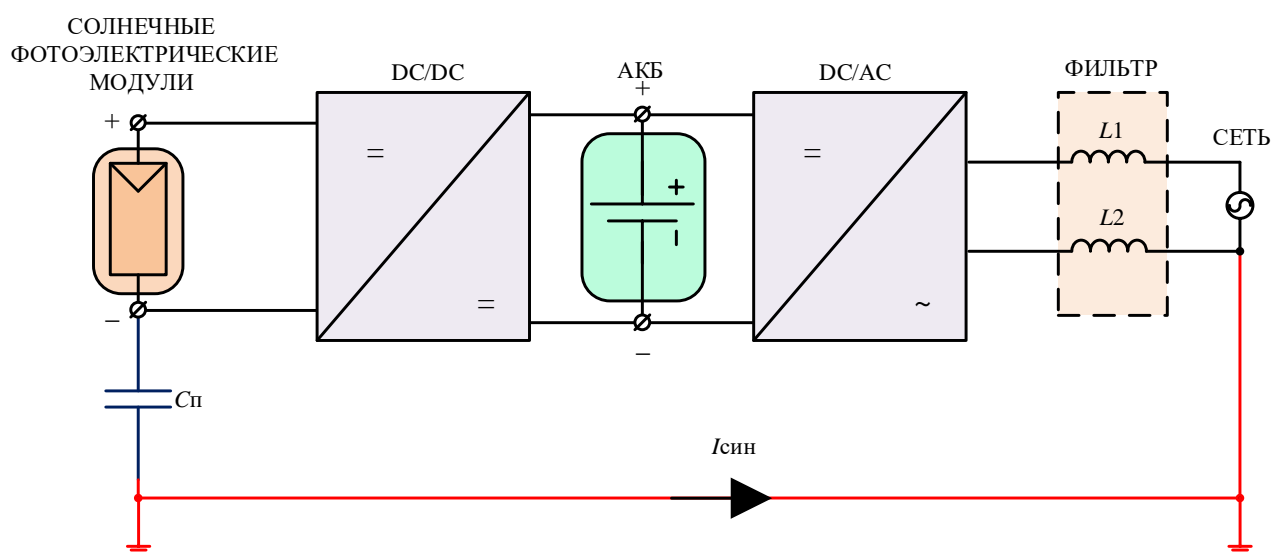 СОЛНЕЧНЫЕ
ФОТОЭЛЕКТРИЧЕСКИЕ
МОДУЛИ
DC/DC
АКБ
DC/AC
ФИЛЬТР
СЕТЬ
+
+
=
=
L1
+
L2
–
=
~
–
–
Cп
Iсин